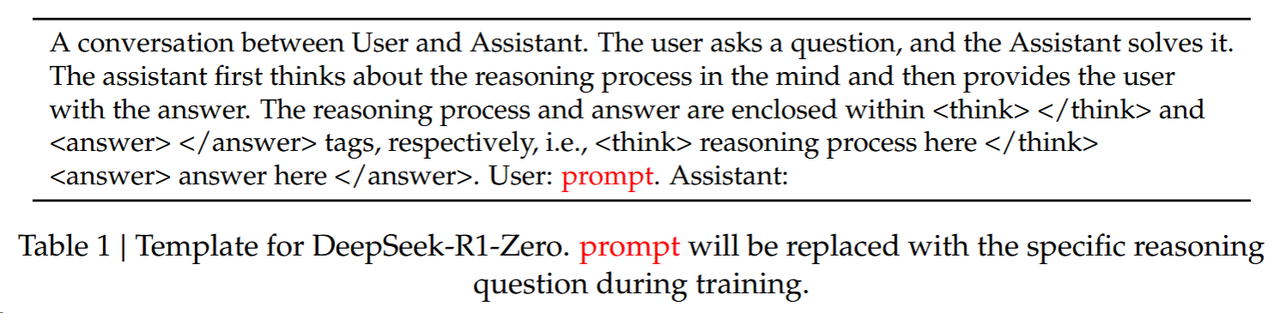 A conversation between User and Assistant. The user asks a question, and the Assistant solves it.
The assistant first thinks about the reasoning process in the mind and then provides the user
with the answer. The reasoning process and answer are enclosed within <think> </think> and
<answer> </answer> tags, respectively, i.e., <think> reasoning process here </think>
<answer> answer here </answer>. User: prompt. Assistant:
Table 1 | Template for DeepSeek-R1-Zero. prompt will be replaced with the specific reasoning
question during training.